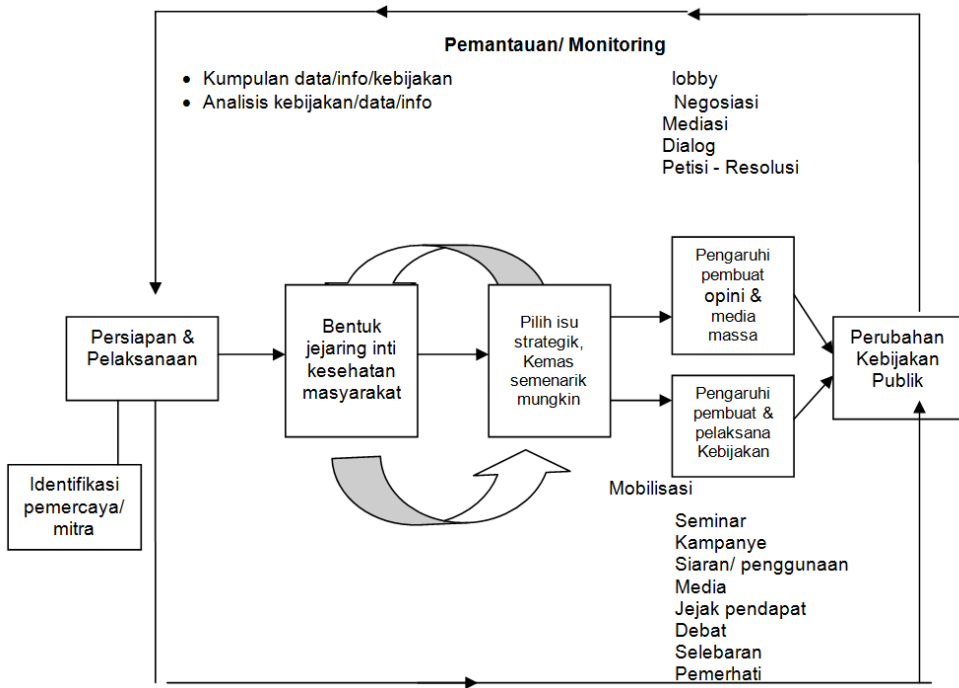 Pemantauan/ Monitoring
• Kumpulan data/info/kebijakan
• Analisis kebijakan/data/info
lobby
Negosiasi
Mediasi
Dialog
Petisi - Resolusi
Persiapan &
Pelaksanaan
Identifikasi
pemercaya/
mitra
Bentuk
jejaring inti
kesehatan
masyarakat
Pilih isu
strategik,
Kemas
semenarik
mungkin
Pengaruhi
pembuat
opini &
media
massa
Pengaruhi
pembuat &
pelaksana
Kebijakan
Perubahan
Kebijakan
Publik
Mobilisasi
Seminar
Kampanye
Siaran/ penggunaan
Media
Jejak pendapat
Debat
Selebaran
Pemerhati